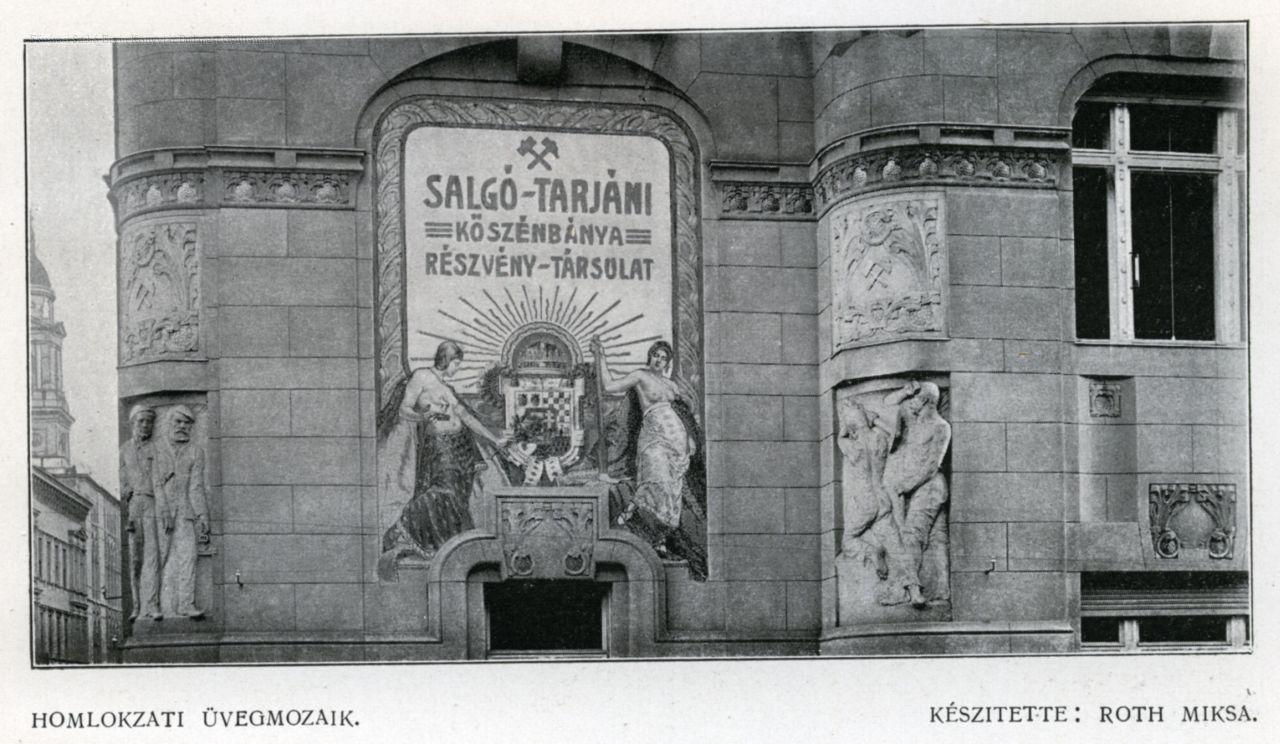 SALGÓ-TARJÁNI
KŐSZÉNBÁNYA
RÉSZVÉNY-TÁRSULAT
HOMLOKZATI ÜVEGMOZAIK.
KÉSZITETTE: ROTH MIKSA.